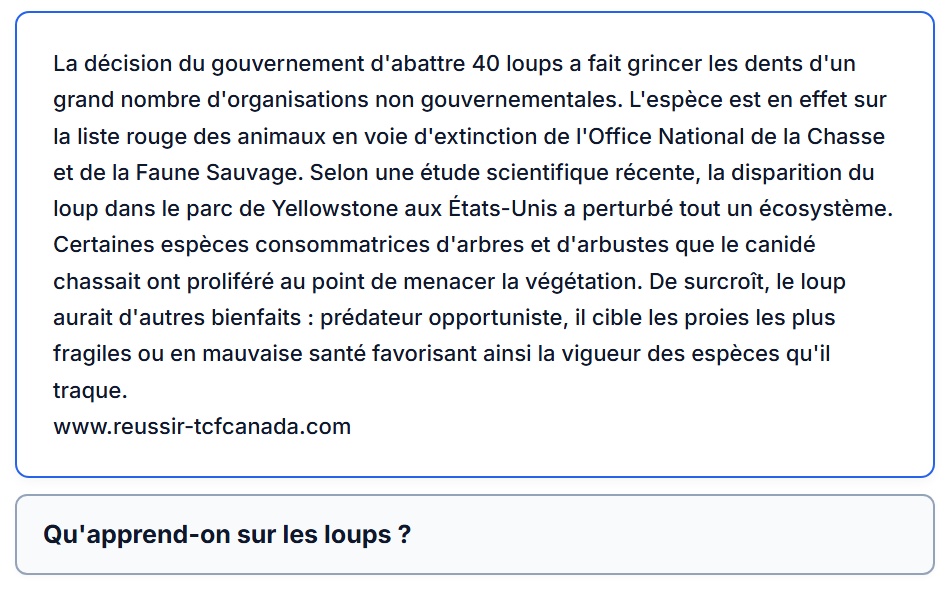 La décision du gouvernement d'abattre 40 loups a fait grincer les dents d'un
grand nombre d'organisations non gouvernementales. L'espèce est en effet sur
la liste rouge des animaux en voie d'extinction de l'Office National de la Chasse
et de la Faune Sauvage. Selon une étude scientifique récente, la disparition du
loup dans le parc de Yellowstone aux États-Unis a perturbé tout un écosystème.
Certaines espèces consommatrices d'arbres et d'arbustes que le canidé
chassait ont proliféré au point de menacer la végétation. De surcroît, le loup
aurait d'autres bienfaits : prédateur opportuniste, il cible les proies les plus
fragiles ou en mauvaise santé favorisant ainsi la vigueur des espèces qu'il
traque.
www.reussir-tcfcanada.com
Qu'apprend-on sur les loups ?